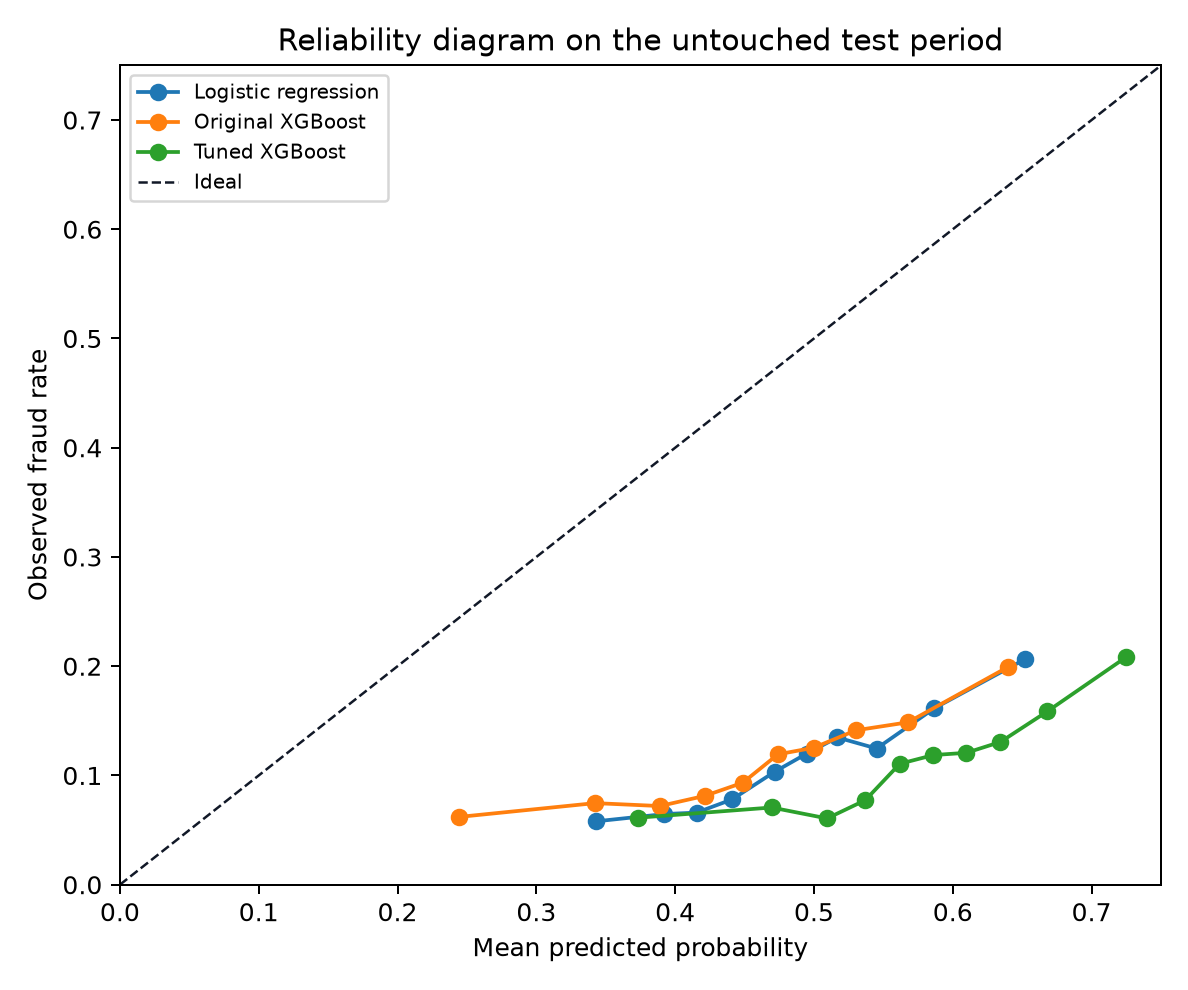 Reliability diagram on the untouched test period
Logistic regression
Original XGBoost
Tuned XGBoost
Ideal
0.7
0.6
0.5
0.4
0.3
0.2
0.1
0.0
Observed fraud rate
0.0 0.1 0.2 0.3 0.4 0.5 0.6 0.7
Mean predicted probability